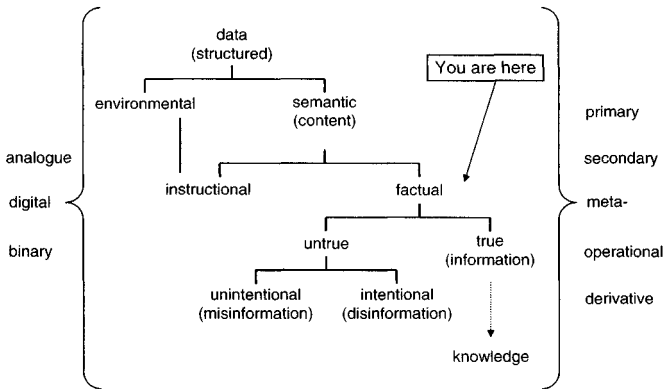 data
(structured)
You are here
environmental
semantic
(content)
primary
analogue
secondary
instructional
factual
digital
meta-
untrue
true
(information)
binary
operational
unintentional
(misinformation)
intentional
(disinformation)
derivative
knowledge